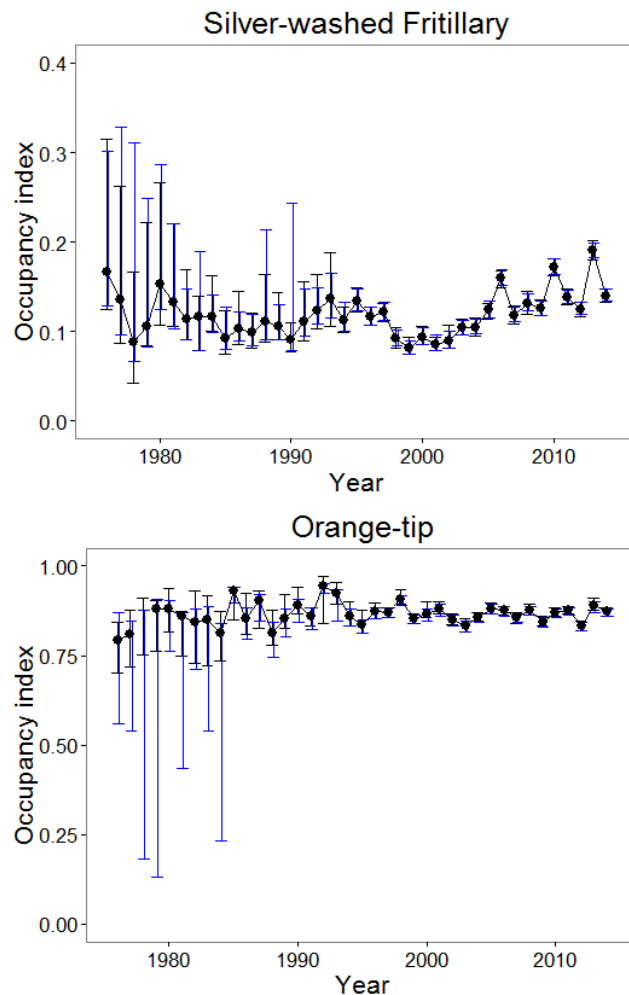 Silver-washed Fritillary
0.4
0.3
0.2
0.1
0.0
Occupancy index
1980 1990 2000 2010
Year
Orange-tip
1.00
0.75
0.50
0.25
0.00
Occupancy index
1980 1990 2000 2010
Year